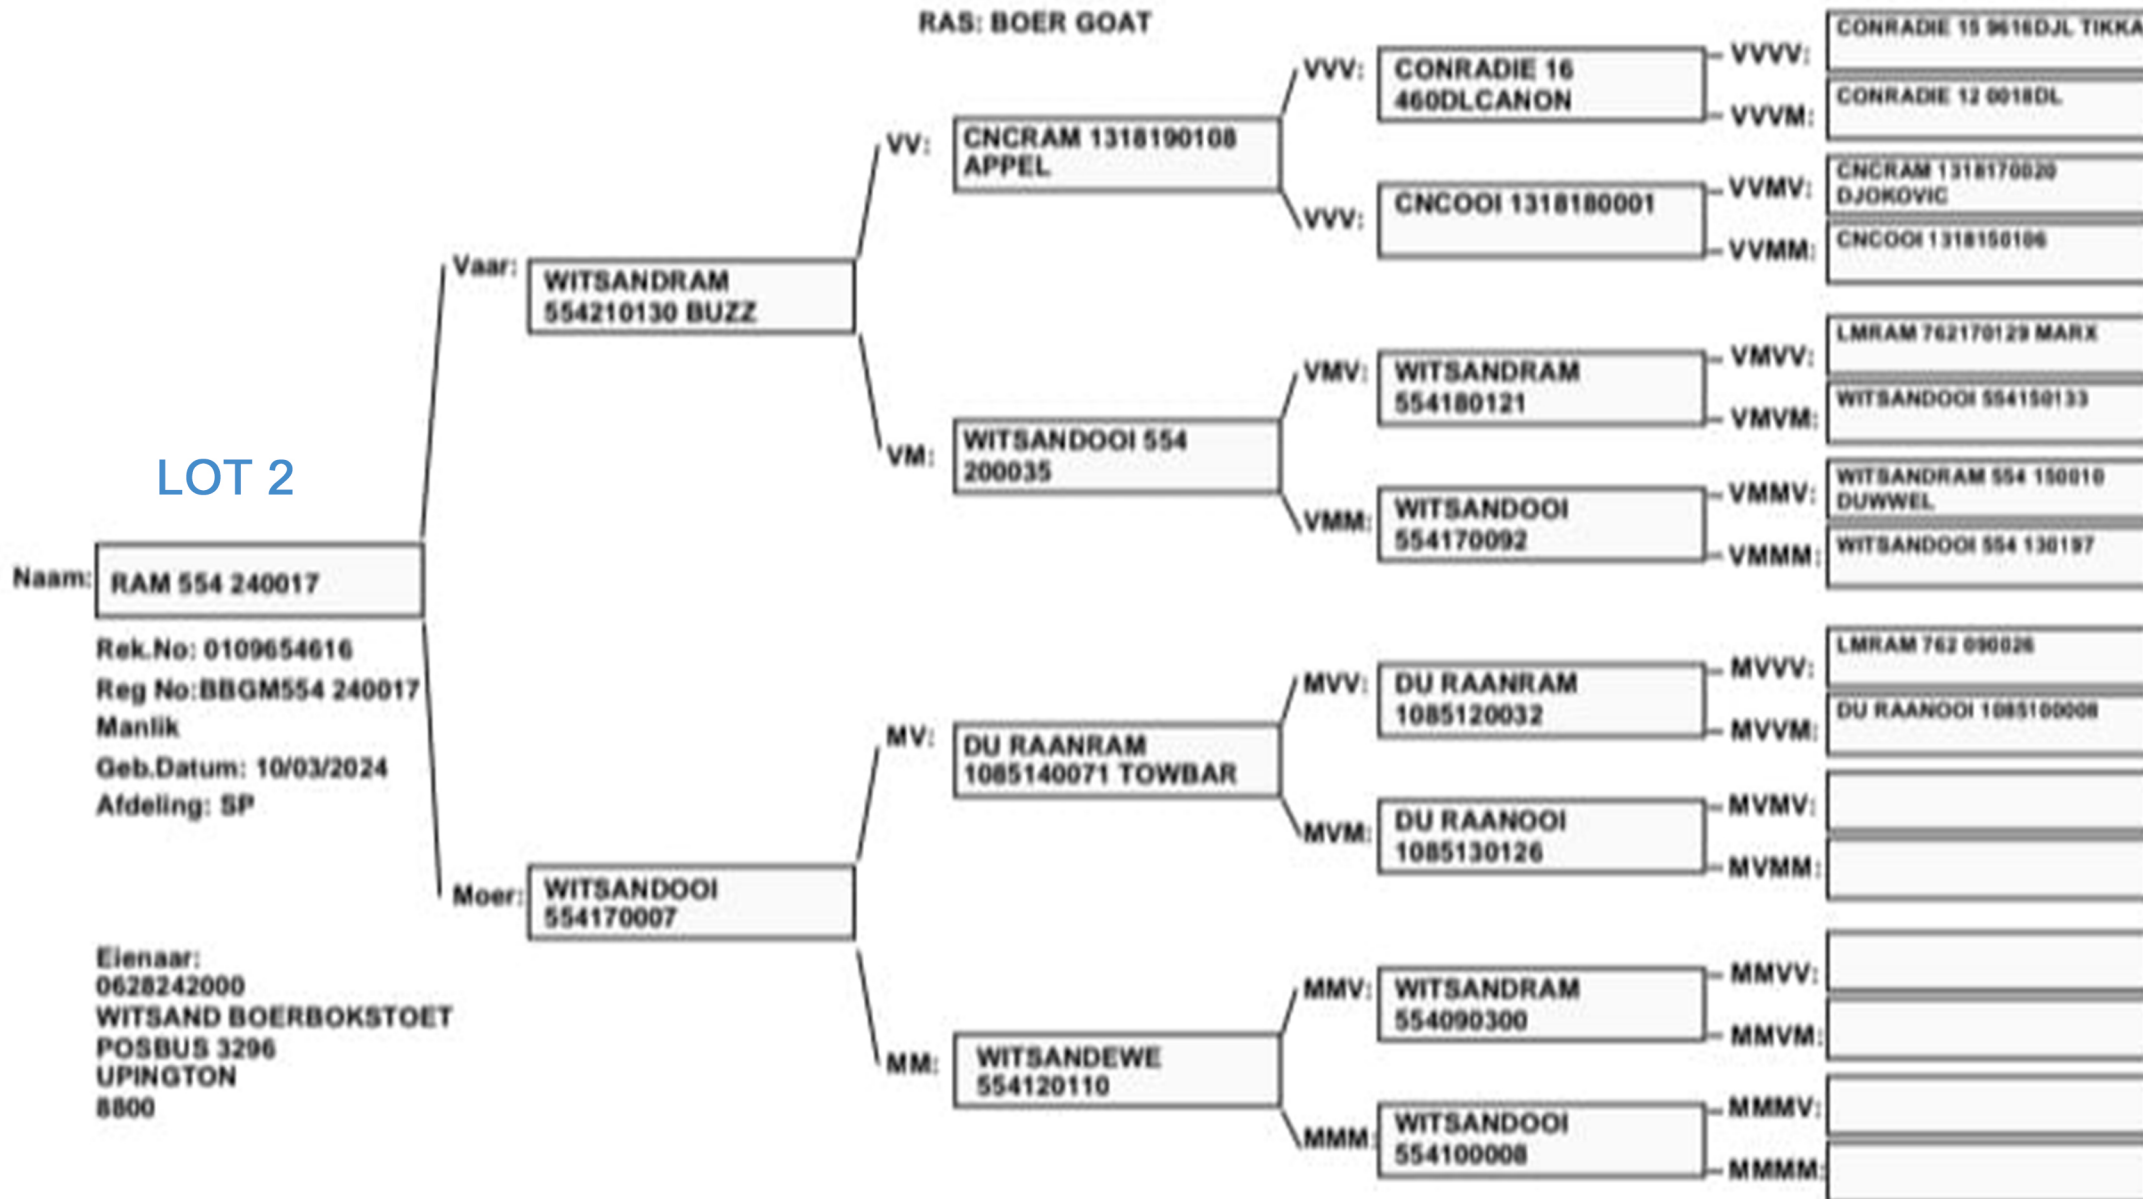 RAS: BOER GOAT
LOT 2
Naam:
RAM 554 240017
Rek.No: 0109654616
Reg No:BBGM554 240017
Manlik
Geb.Datum: 10/03/2024
Afdeling: SP
Eienaar:
0628242000
WITSAND BOERBOKSTOET
POSBUS 3296
UPINGTON
8800
Vaar:
WITSANDRAM
554210130 BUZZ
Moer:
WITSANDOOI
554170007
VV:
CNCRAM 1318190108
APPEL
VM:
WITSANDOOI 554
200035
MV:
DU RAANRAM
1085140071 TOWBAR
MM:
WITSANDEWE
554120110
VVV:
CONRADIE 16
460DLCANON
VVV:
CNCOOI 1318180001
VMV:
WITSANDRAM
554180121
VMM:
WITSANDOOI
554170092
MVV:
DU RAANRAM
1085120032
MVM:
DU RAANOOI
1085130126
MMV:
WITSANDRAM
554090300
MMM:
WITSANDOOI
554100008
VVVV:
CONRADIE 15 9616DJL TIKKA
VVVM:
CONRADIE 12 0018DL
VVMV:
CNCRAM 1318170020
DJOKOVIC
VVMM:
CNCOOI 1318150106
VMVV:
LMRAM 762170129 MARX
VMVM:
WITSANDOOI 554150133
VMMV:
WITSANDRAM 554 150010
DUWWEL
VMMM:
WITSANDOOI 554 130197
MVVV:
LMRAM 762 090026
MVVM:
DU RAANOOI 1085100008
MVMV:
MVMM:
MMVV:
MMVM:
MMMV:
MMMM: